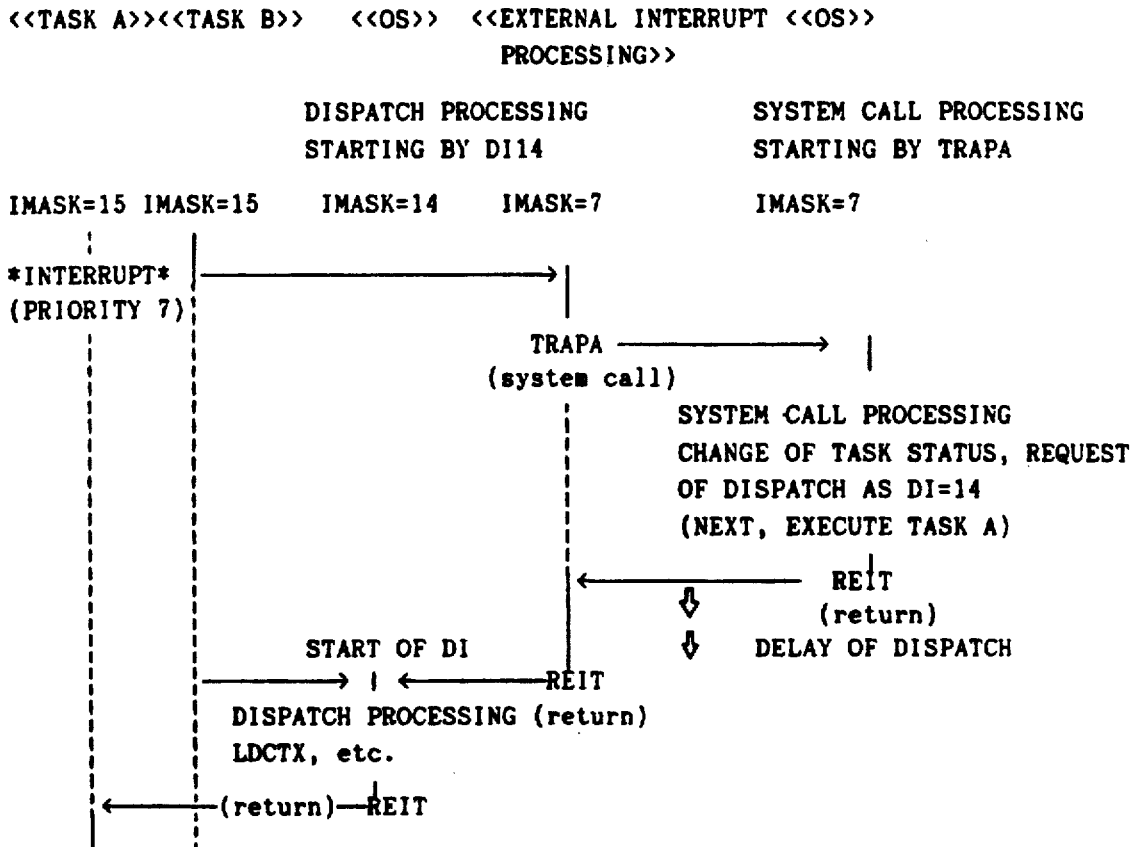 <<TASK A>><<TASK B>> <<OS>> <<EXTERNAL INTERRUPT <<OS>>
PROCESSING>>
DISPATCH PROCESSING SYSTEM CALL PROCESSING
STARTING BY DI14 STARTING BY TRAPA
IMASK=15 IMASK=15 IMASK=14 IMASK=7 IMASK=7
*INTERRUPT*
(PRIORITY 7)
TRAPA
(system call)
SYSTEM CALL PROCESSING
CHANGE OF TASK STATUS, REQUEST
OF DISPATCH AS DI=14
(NEXT, EXECUTE TASK A)
REIT
(return)
START OF DI DELAY OF DISPATCH
REIT
DISPATCH PROCESSING (return)
LDCTX, etc.
(return) REIT